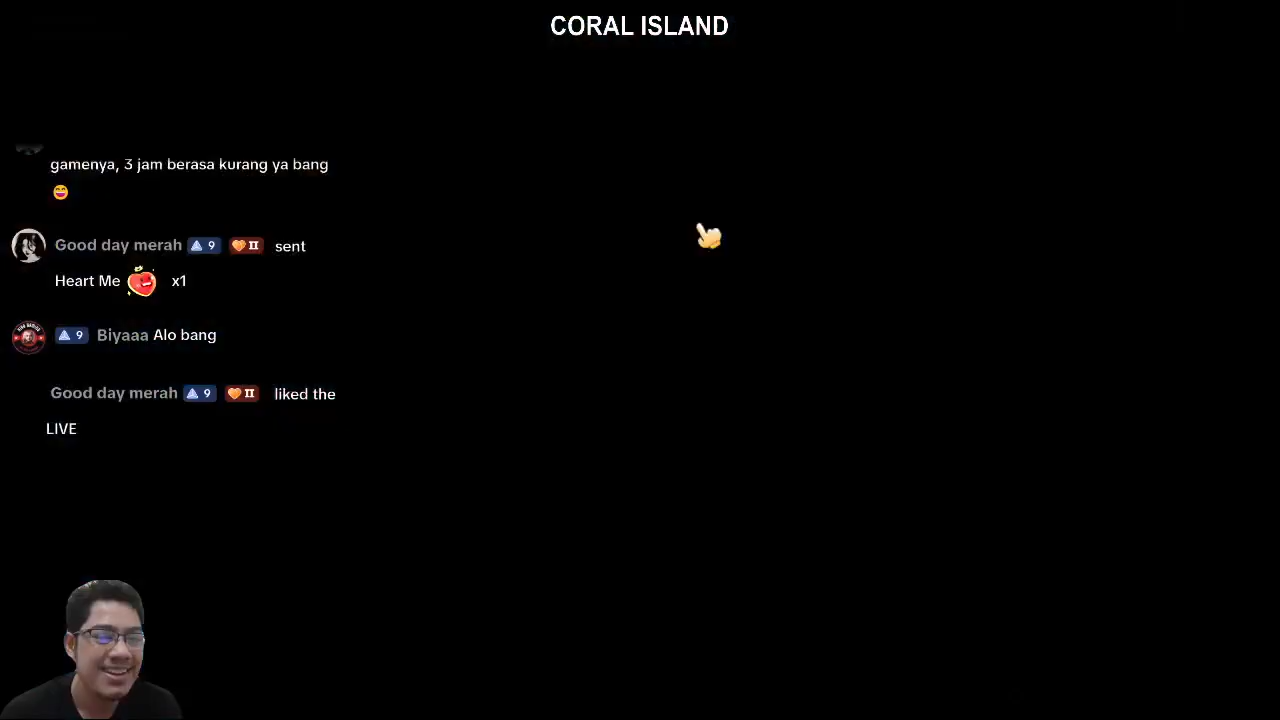 CORAL ISLAND
gamenya, 3 jam berasa kurang ya bang
😄
Good day merah 9 II sent
Heart Me x1
9 Biyaaa Alo bang
Good day merah 9 II liked the
LIVE